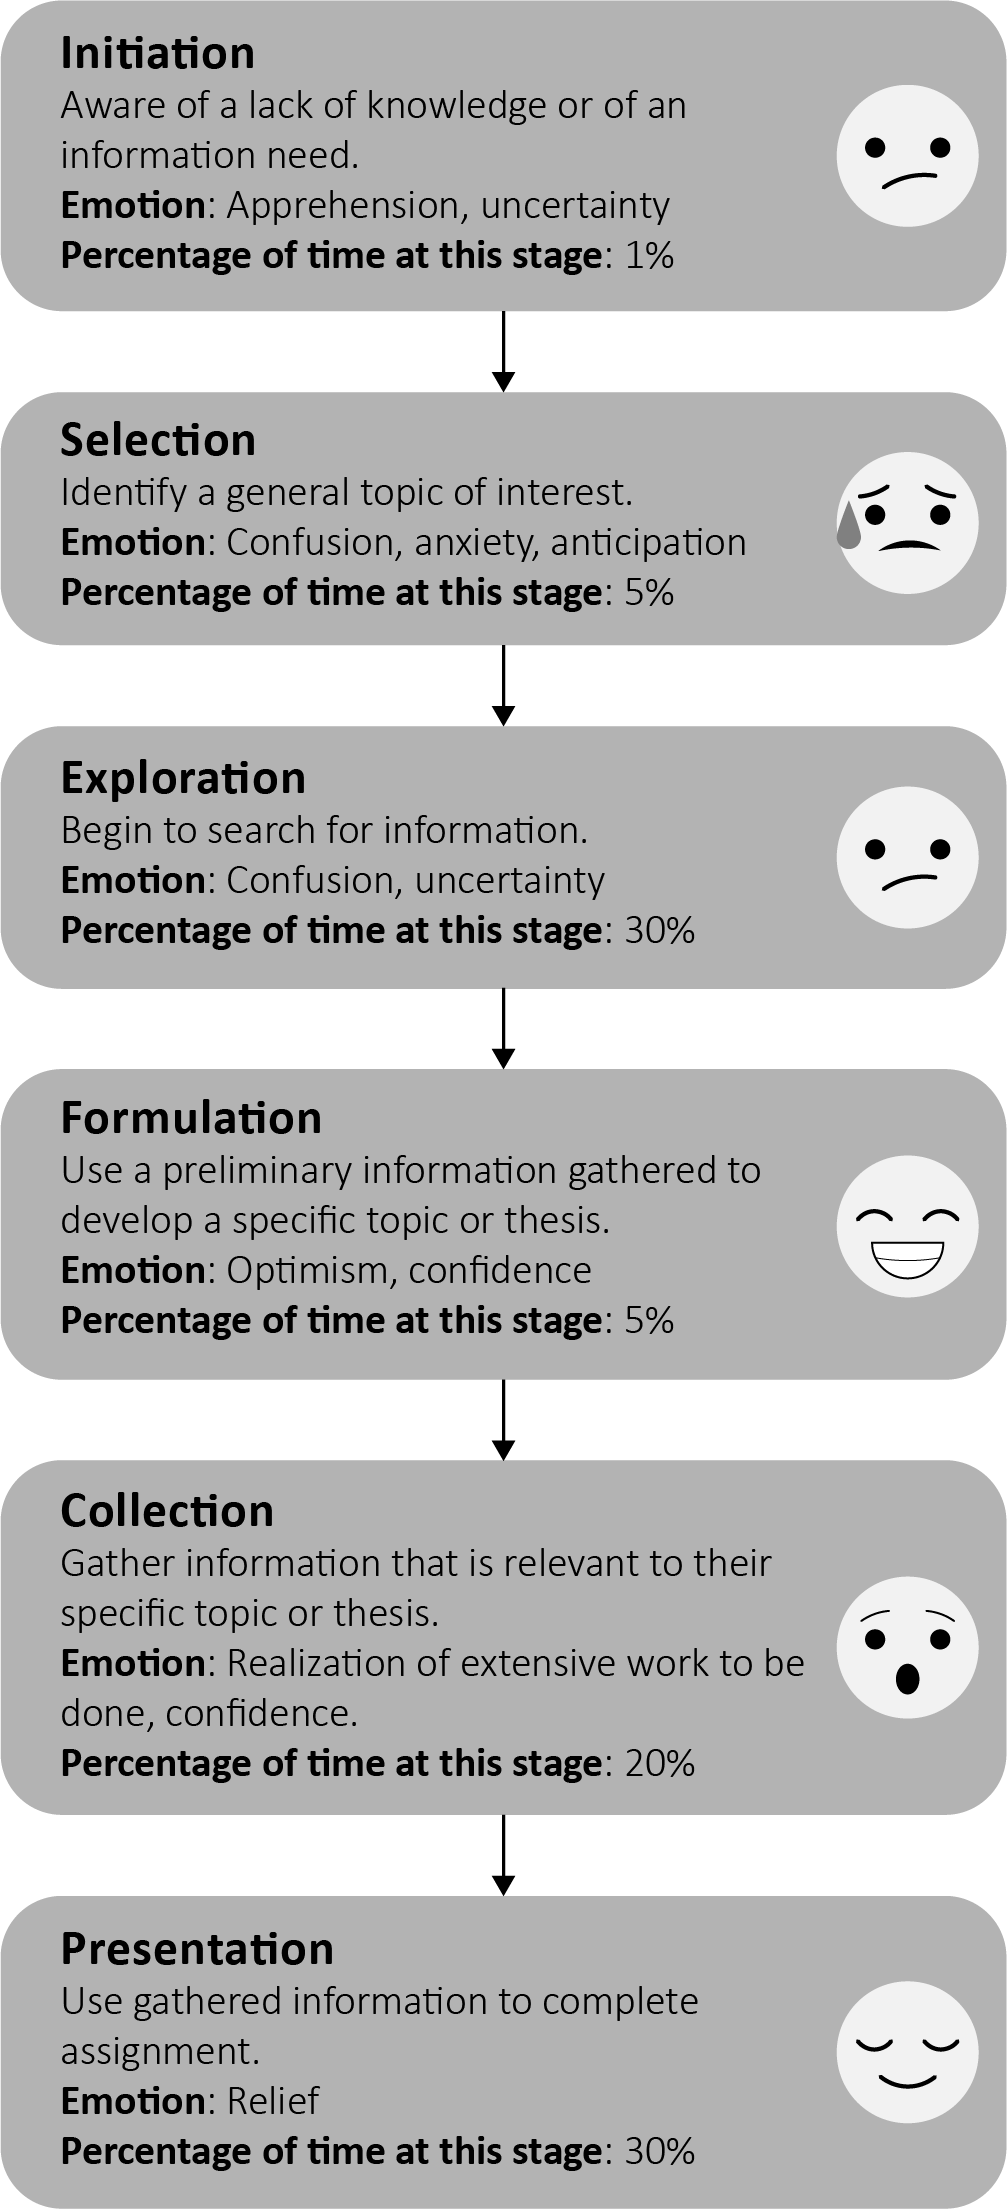 Initiation
Aware of a lack of knowledge or of an
information need.
Emotion: Apprehension, uncertainty
Percentage of time at this stage: 1%
Selection
Identify a general topic of interest.
Emotion: Confusion, anxiety, anticipation
Percentage of time at this stage: 5%
Exploration
Begin to search for information.
Emotion: Confusion, uncertainty
Percentage of time at this stage: 30%
Formulation
Use a preliminary information gathered to
develop a specific topic or thesis.
Emotion: Optimism, confidence
Percentage of time at this stage: 5%
Collection
Gather information that is relevant to their
specific topic or thesis.
Emotion: Realization of extensive work to be
done, confidence.
Percentage of time at this stage: 20%
Presentation
Use gathered information to complete
assignment.
Emotion: Relief
Percentage of time at this stage: 30%